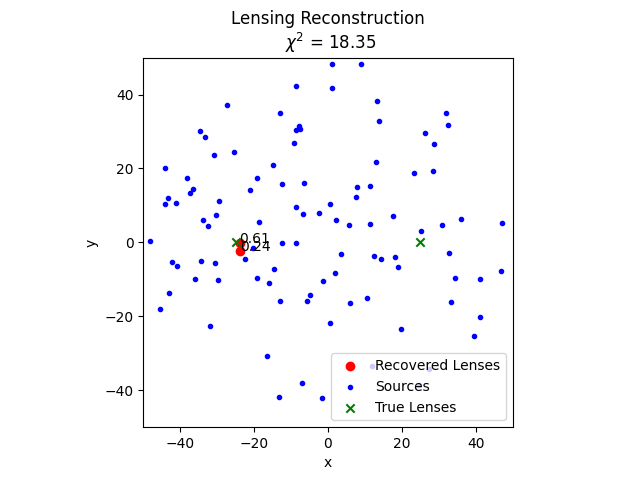 Lensing Reconstruction
χ² = 18.35
40
20
0
−20
−40
y
0.61
0.24
Recovered Lenses
Sources
True Lenses
−40
−20
0
20
40
x